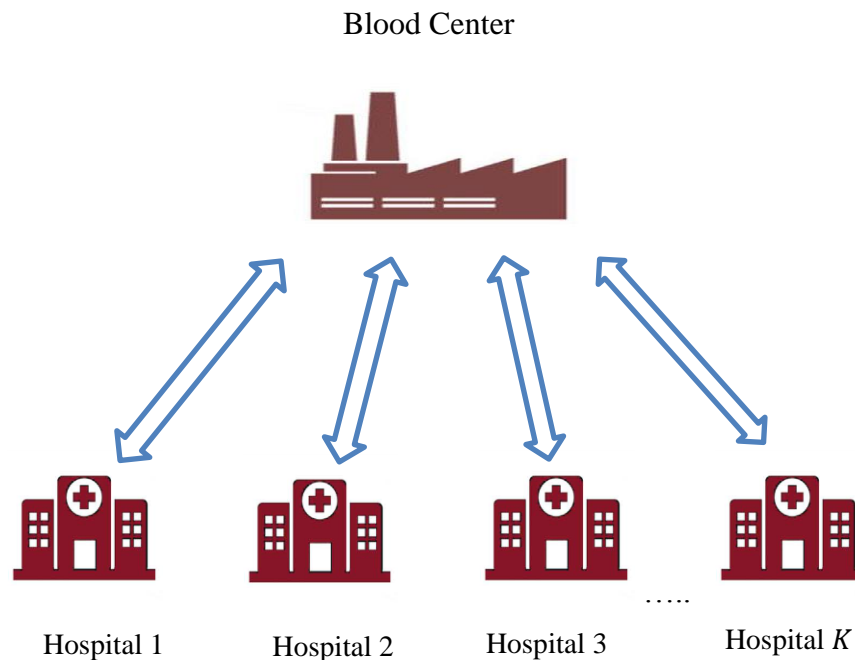 Blood Center
.....
Hospital 1
Hospital 2
Hospital 3
Hospital K